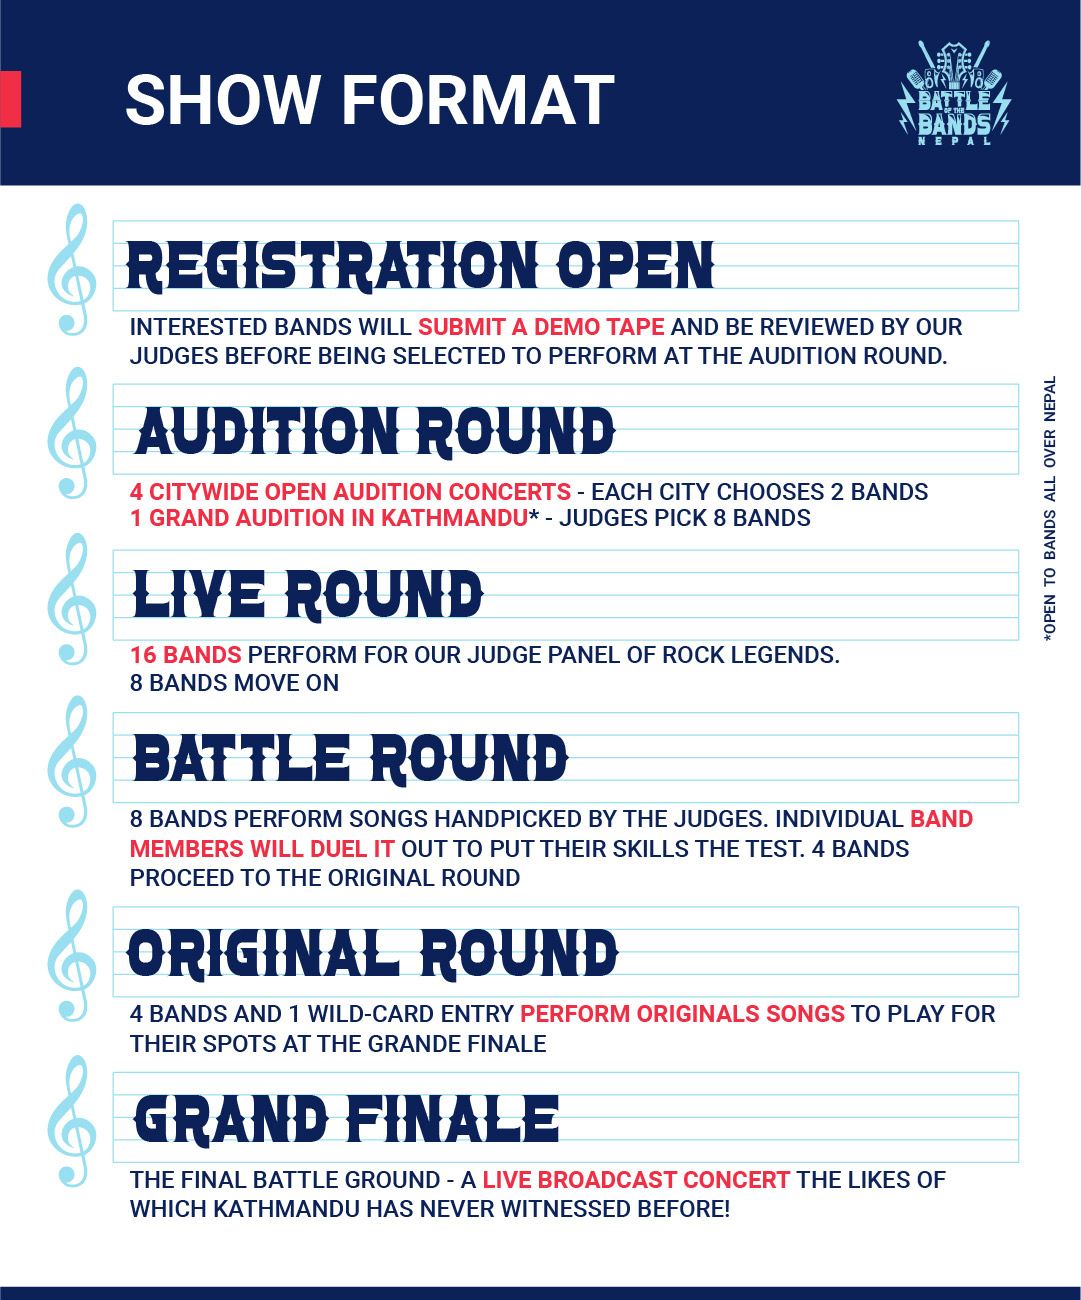 SHOW FORMAT
BATTLE
OF THE
BANDS
NEPAL
REGISTRATION OPEN
INTERESTED BANDS WILL SUBMIT A DEMO TAPE AND BE REVIEWED BY OUR
JUDGES BEFORE BEING SELECTED TO PERFORM AT THE AUDITION ROUND.
AUDITION ROUND
4 CITYWIDE OPEN AUDITION CONCERTS - EACH CITY CHOOSES 2 BANDS
1 GRAND AUDITION IN KATHMANDU* - JUDGES PICK 8 BANDS
*OPEN TO BANDS ALL OVER NEPAL
LIVE ROUND
16 BANDS PERFORM FOR OUR JUDGE PANEL OF ROCK LEGENDS.
8 BANDS MOVE ON
BATTLE ROUND
8 BANDS PERFORM SONGS HANDPICKED BY THE JUDGES. INDIVIDUAL BAND
MEMBERS WILL DUEL IT OUT TO PUT THEIR SKILLS THE TEST. 4 BANDS
PROCEED TO THE ORIGINAL ROUND
ORIGINAL ROUND
4 BANDS AND 1 WILD-CARD ENTRY PERFORM ORIGINALS SONGS TO PLAY FOR
THEIR SPOTS AT THE GRANDE FINALE
GRAND FINALE
THE FINAL BATTLE GROUND - A LIVE BROADCAST CONCERT THE LIKES OF
WHICH KATHMANDU HAS NEVER WITNESSED BEFORE!